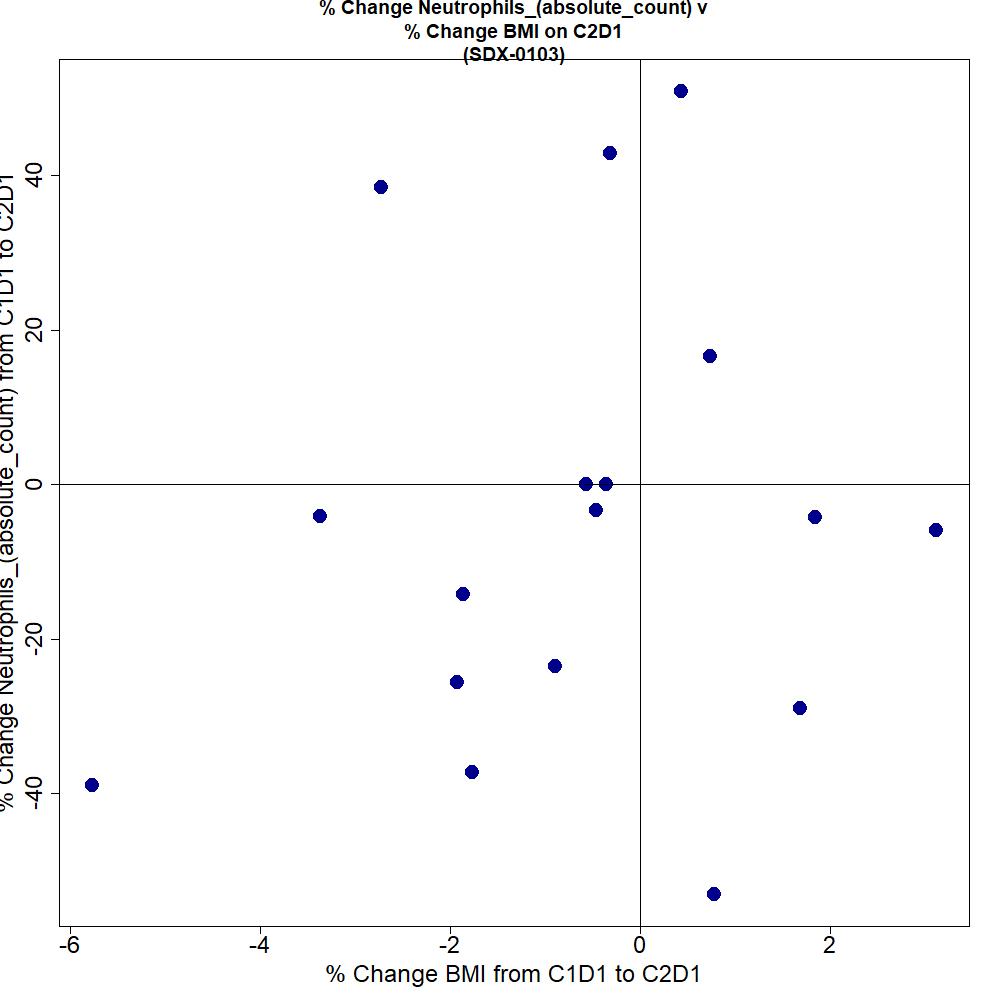 % Change Neutrophils_(absolute_count) v
% Change BMI on C2D1
(SDX-0103)
% Change Neutrophils_(absolute_count) from C1D1 to C2D1
40
20
0
-20
-40
-6
-4
-2
0
2
% Change BMI from C1D1 to C2D1